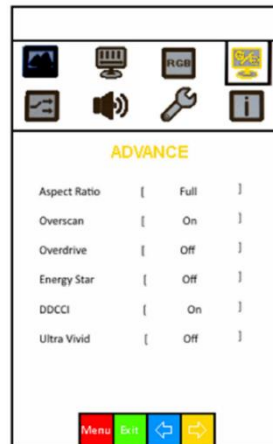 RGB
ADVANCE
Aspect Ratio [ Full ]
Overscan [ On ]
Overdrive [ Off ]
Energy Star [ Off ]
DDCCI [ On ]
Ultra Vivid [ Off ]
Menu Exit